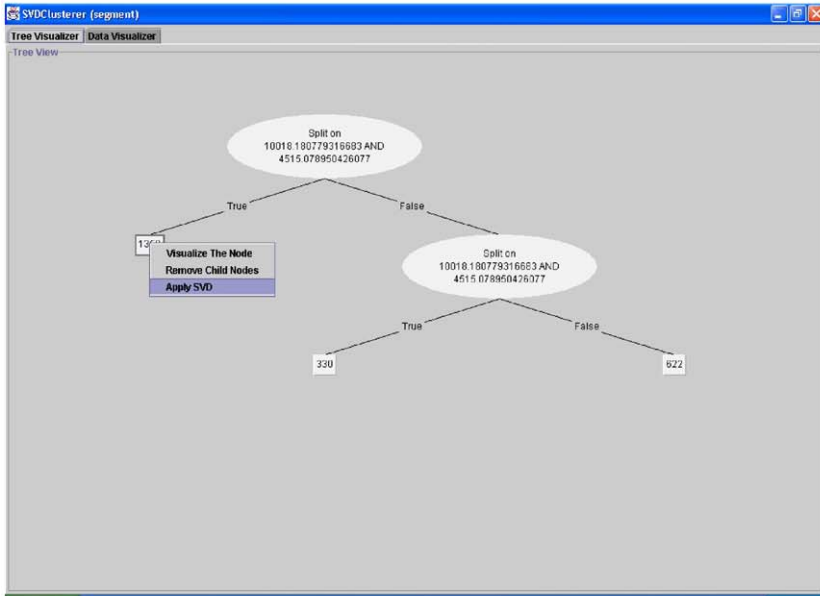 SVDClusterer (segment)
Tree Visualizer Data Visualizer
Tree View
Split on
10018.180779316683 AND
4515.078950426077
True False
Visualize The Node
Remove Child Nodes
Apply SVD
Split on
10018.180779316683 AND
4515.078950426077
True False
330 622